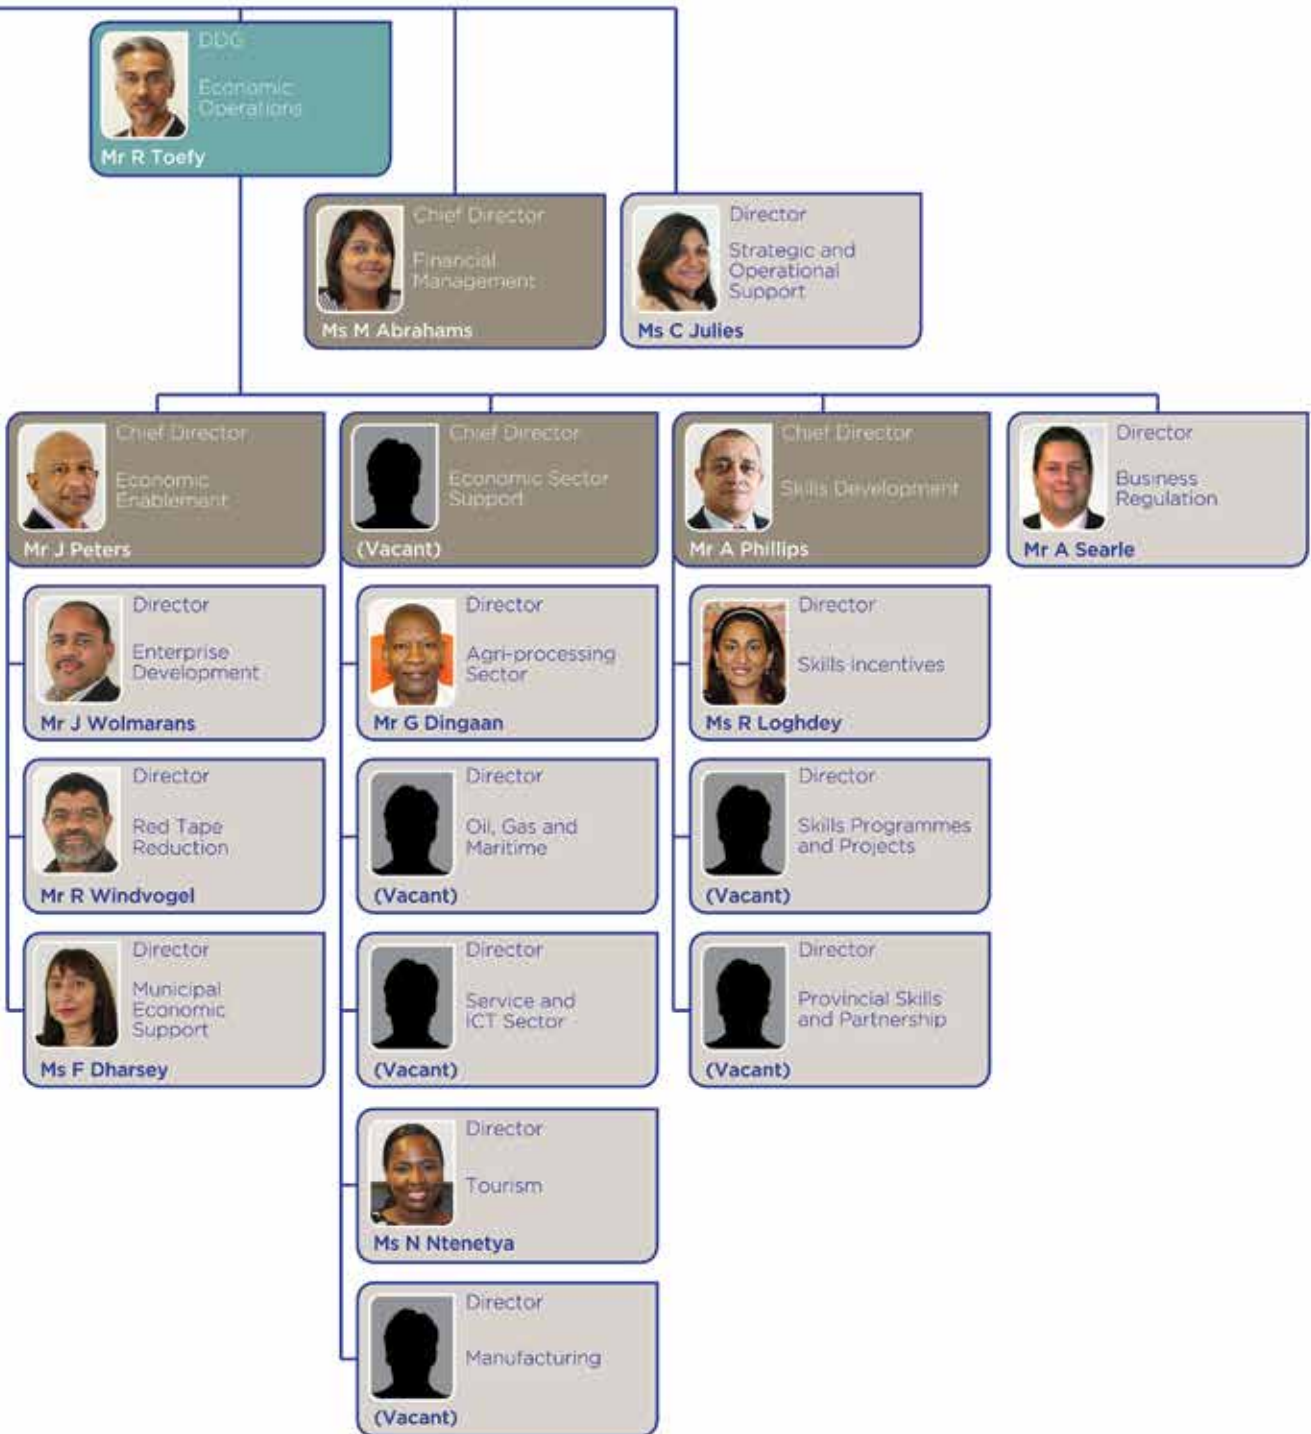 DDG
Economic
Operations
Mr R Toefy
Chief Director
Financial
Management
Ms M Abrahams
Director
Strategic and
Operational
Support
Ms C Julies
Chief Director
Economic
Enablement
Mr J Peters
Chief Director
Economic Sector
Support
(Vacant)
Chief Director
Skills Development
Mr A Phillips
Director
Business
Regulation
Mr A Searle
Director
Enterprise
Development
Mr J Wolmarans
Director
Agri-processing
Sector
Mr G Dingaan
Director
Skills Incentives
Ms R Loghdey
Director
Red Tape
Reduction
Mr R Windvogel
Director
Oil, Gas and
Maritime
(Vacant)
Director
Skills Programmes
and Projects
(Vacant)
Director
Municipal
Economic
Support
Ms F Dharsey
Director
Service and
ICT Sector
(Vacant)
Director
Provincial Skills
and Partnership
(Vacant)
Director
Tourism
Ms N Ntenetya
Director
Manufacturing
(Vacant)